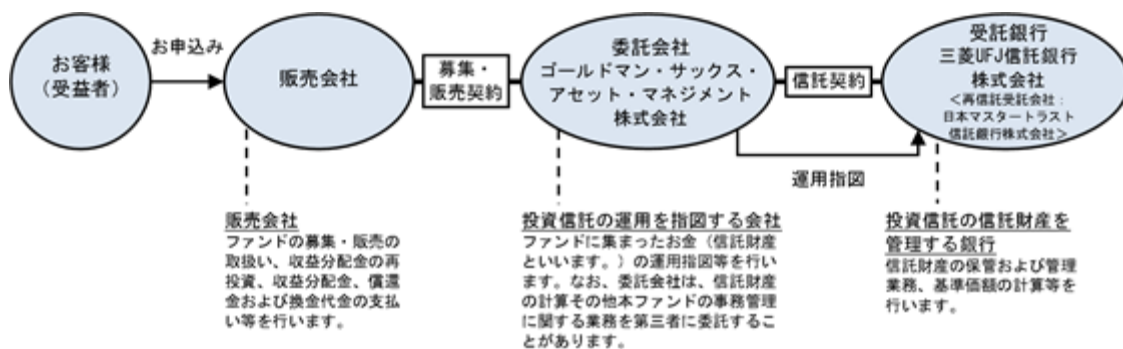 お客様
（受益者）
お申込み
販売会社
募集・
販売契約
委託会社
ゴールドマン・サックス・
アセット・マネジメント
株式会社
信託契約
受託銀行
三菱UFJ信託銀行
株式会社
＜再信託受託会社：
日本マスタートラスト
信託銀行株式会社＞
運用指図
販売会社
ファンドの募集・販売の
取扱い、収益分配金の再
投資、収益分配金、償還
金および換金代金の支払
い等を行います。
投資信託の運用を指図する会社
ファンドに集まったお金（信託財産
といいます。）の運用指図等を行いま
す。なお、委託会社は、信託財産
の計算その他本ファンドの事務管理
に関する業務を第三者に委託するこ
とがあります。
投資信託の信託財産を
管理する銀行
信託財産の保管および管理
業務、基準価額の計算等を
行います。